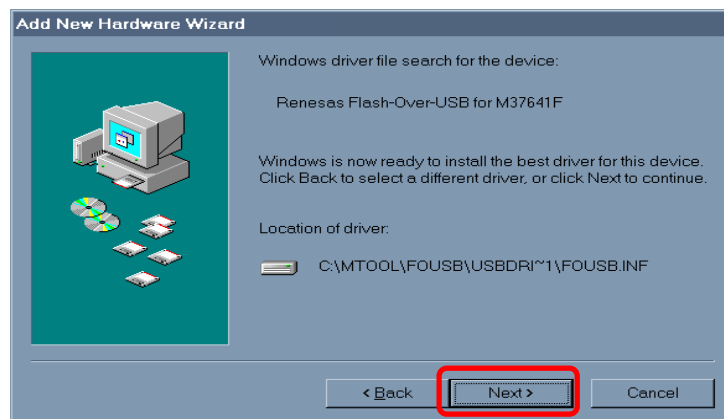 Add New Hardware Wizard
Windows driver file search for the device:
Renesas Flash-Over-USB for M37641F
Windows is now ready to install the best driver for this device.
Click Back to select a different driver, or click Next to continue.
Location of driver:
C:\MTOOL\FOUSB\USBDRI~1\FOUSB.INF
< Back
Next >
Cancel